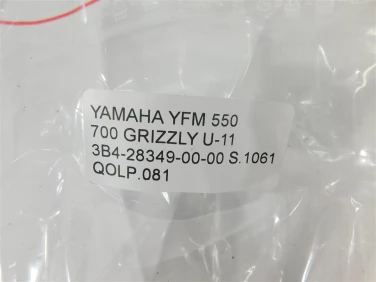 YAMAHA YFM 550
700 GRIZZLY U-11
3B4-28349-00-00 S.1061
QOLP.081